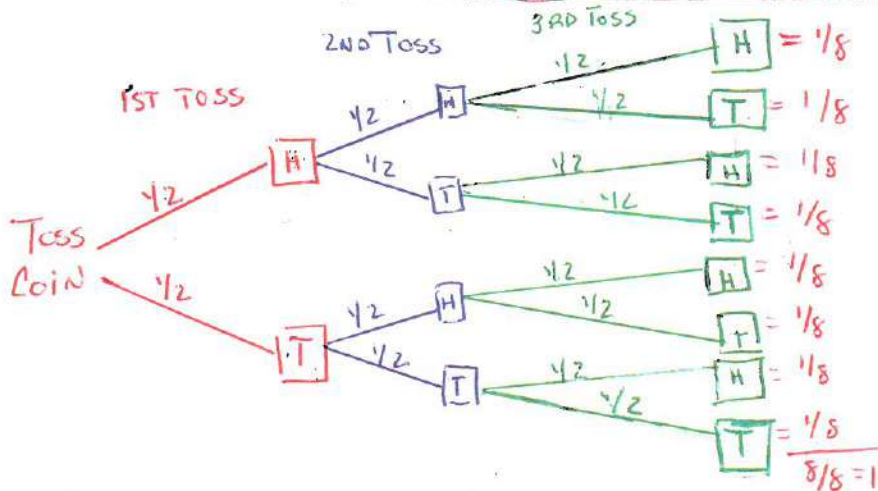 3RD TOSS
2ND TOSS
1ST TOSS
TOSS
COIN
1/2
1/2
H
T
1/2
1/2
1/2
1/2
H
T
H
T
1/2
1/2
1/2
1/2
1/2
1/2
1/2
1/2
H = 1/8
T = 1/8
H = 1/8
T = 1/8
H = 1/8
T = 1/8
H = 1/8
T = 1/8
8/8 = 1